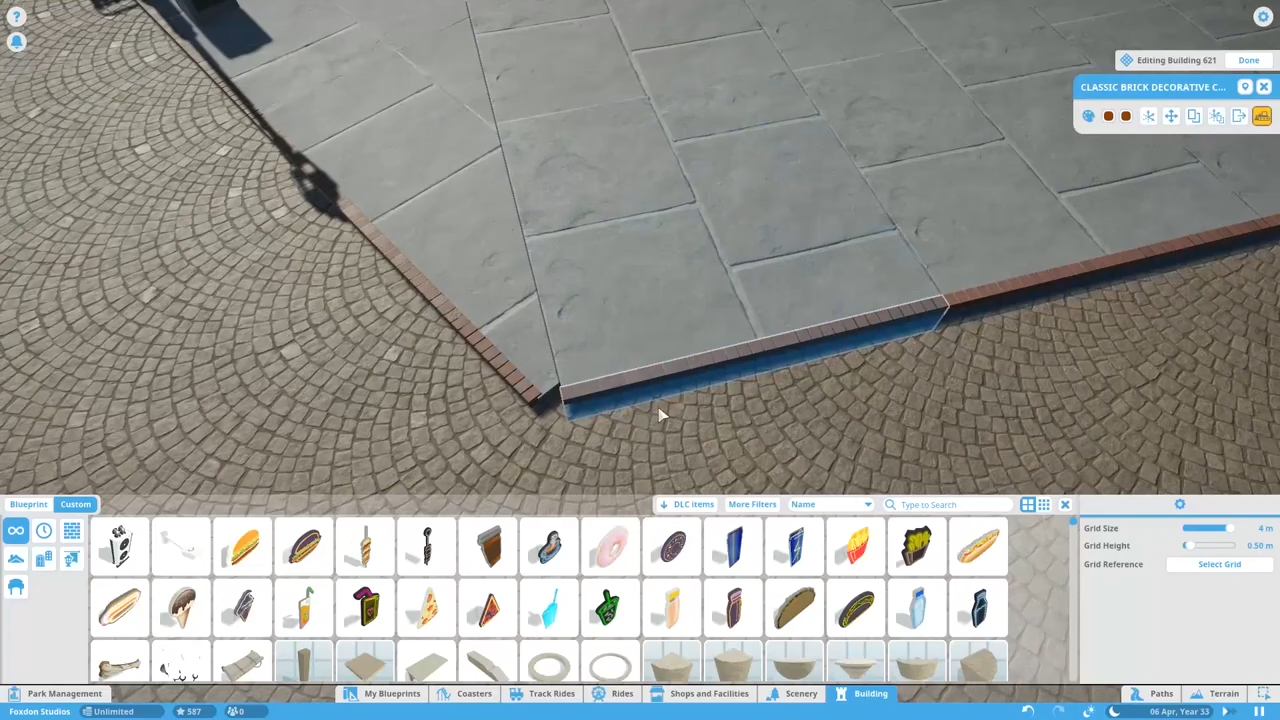 ?
Editing Building 621 Done
CLASSIC BRICK DECORATIVE C...
Blueprint Custom DLC items More Filters Name Type to Search
Grid Size 4 m
Grid Height 0.50 m
Grid Reference Select Grid
Park Management My Blueprints Coasters Track Rides Rides Shops and Facilities Scenery Building Paths Terrain
Foxdon Studios Unlimited 587 0 06 Apr, Year 33